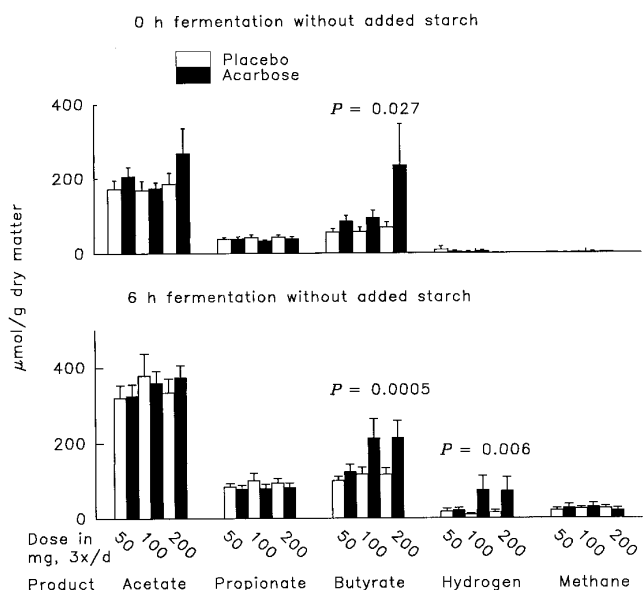 0 h fermentation without added starch
Placebo
Acarbose
400
P = 0.027
200
0
μmol/g dry matter
6 h fermentation without added starch
400
P = 0.0005
200
P = 0.006
0
Dose in mg, 3x/d
50 100 200 50 100 200 50 100 200 50 100 200 50 100 200
Product Acetate Propionate Butyrate Hydrogen Methane